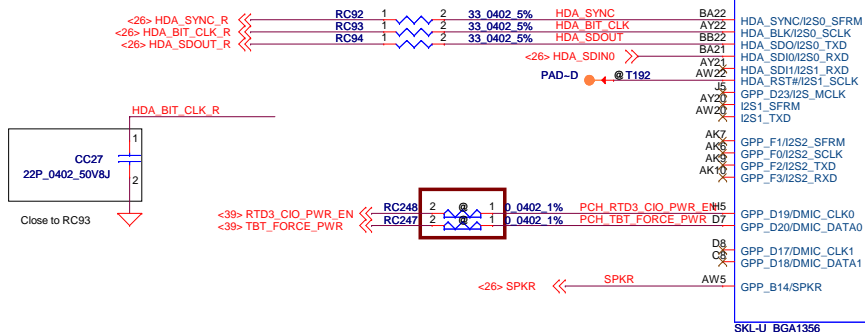 <26> HDA_SYNC_R RC92 1 2 33_0402_5% HDA_SYNC BA22 HDA_SYNC/I2S0_SFRM
<26> HDA_BIT_CLK_R RC93 1 2 33_0402_5% HDA_BIT_CLK AY22 HDA_BLK/I2S0_SCLK
<26> HDA_SDOUT_R RC94 1 2 33_0402_5% HDA_SDOUT BB22 HDA_SDO/I2S0_TXD
<26> HDA_SDIN0 BA21 HDA_SDI0/I2S0_RXD
AY21 HDA_SDI1/I2S1_RXD
PAD~D @ T192 AW22 HDA_RST#/I2S1_SCLK
J5 GPP_D23/I2S_MCLK
AY20 I2S1_SFRM
AW20 I2S1_TXD
HDA_BIT_CLK_R
1
CC27
22P_0402_50V8J
2
Close to RC93
AK7 GPP_F1/I2S2_SFRM
AK6 GPP_F0/I2S2_SCLK
AK9 GPP_F2/I2S2_TXD
AK10 GPP_F3/I2S2_RXD
<39> RTD3_CIO_PWR_EN RC248 2 @ 1 0_0402_1% PCH_RTD3_CIO_PWR_EN H5 GPP_D19/DMIC_CLK0
<39> TBT_FORCE_PWR RC247 2 @ 1 0_0402_1% PCH_TBT_FORCE_PWR D7 GPP_D20/DMIC_DATA0
D8 GPP_D17/DMIC_CLK1
C8 GPP_D18/DMIC_DATA1
<26> SPKR SPKR AW5 GPP_B14/SPKR
SKL-U_BGA1356